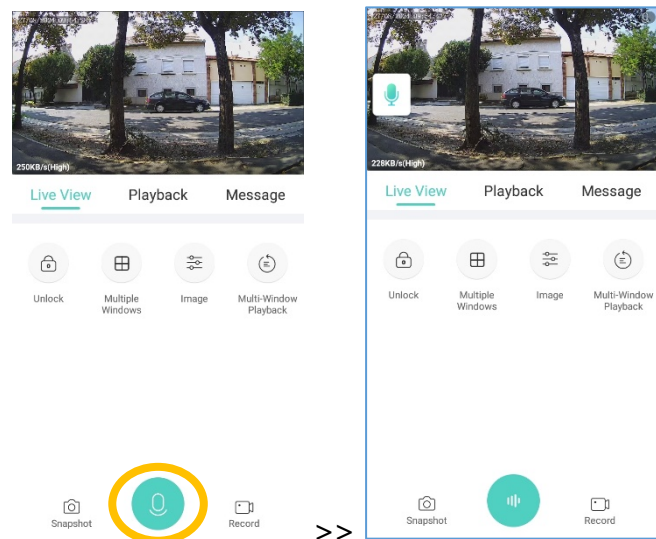 250KB/s(High)
Live View Playback Message
Unlock Multiple Windows Image Multi-Window Playback
Snapshot Record
>>
228KB/s(High)
Live View Playback Message
Unlock Multiple Windows Image Multi-Window Playback
Snapshot Record